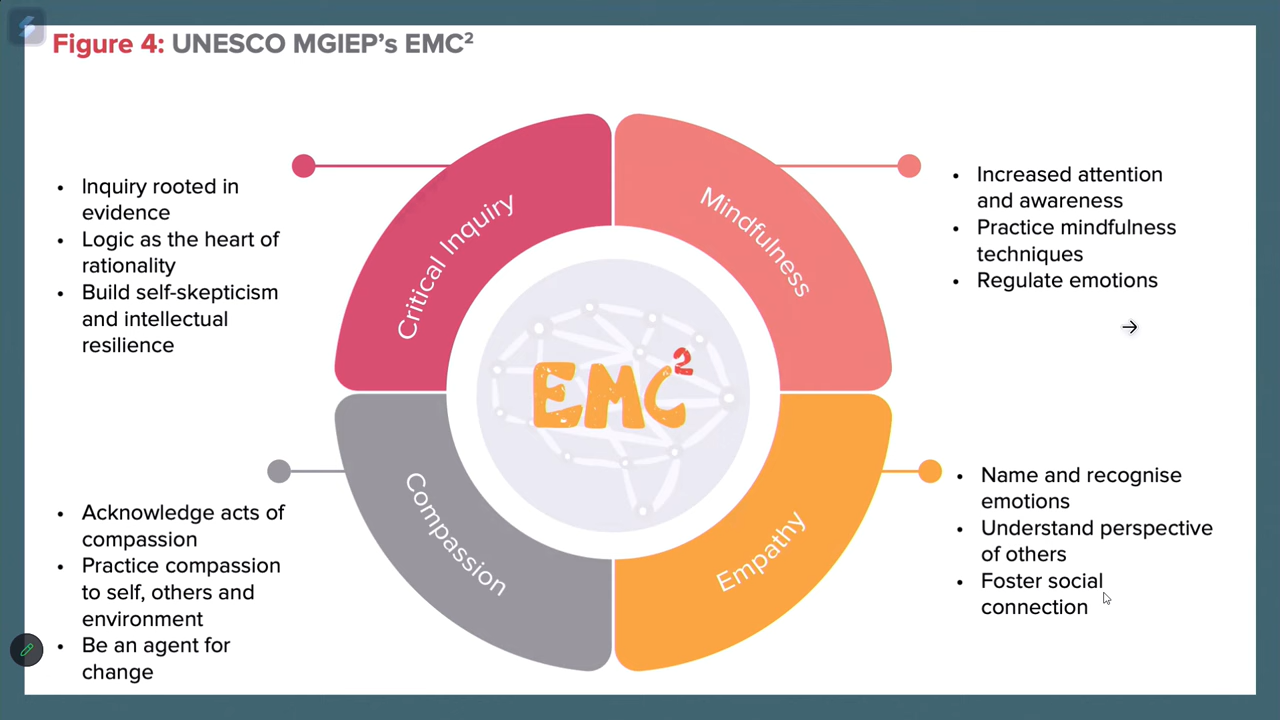 Figure 4: UNESCO MGIEP's EMC²
• Inquiry rooted in
evidence
• Logic as the heart of
rationality
• Build self-skepticism
and intellectual
resilience
Critical Inquiry
Mindfulness
• Increased attention
and awareness
• Practice mindfulness
techniques
• Regulate emotions
EMC²
• Acknowledge acts of
compassion
• Practice compassion
to self, others and
environment
• Be an agent for
change
Compassion
Empathy
• Name and recognise
emotions
• Understand perspective
of others
• Foster social
connection